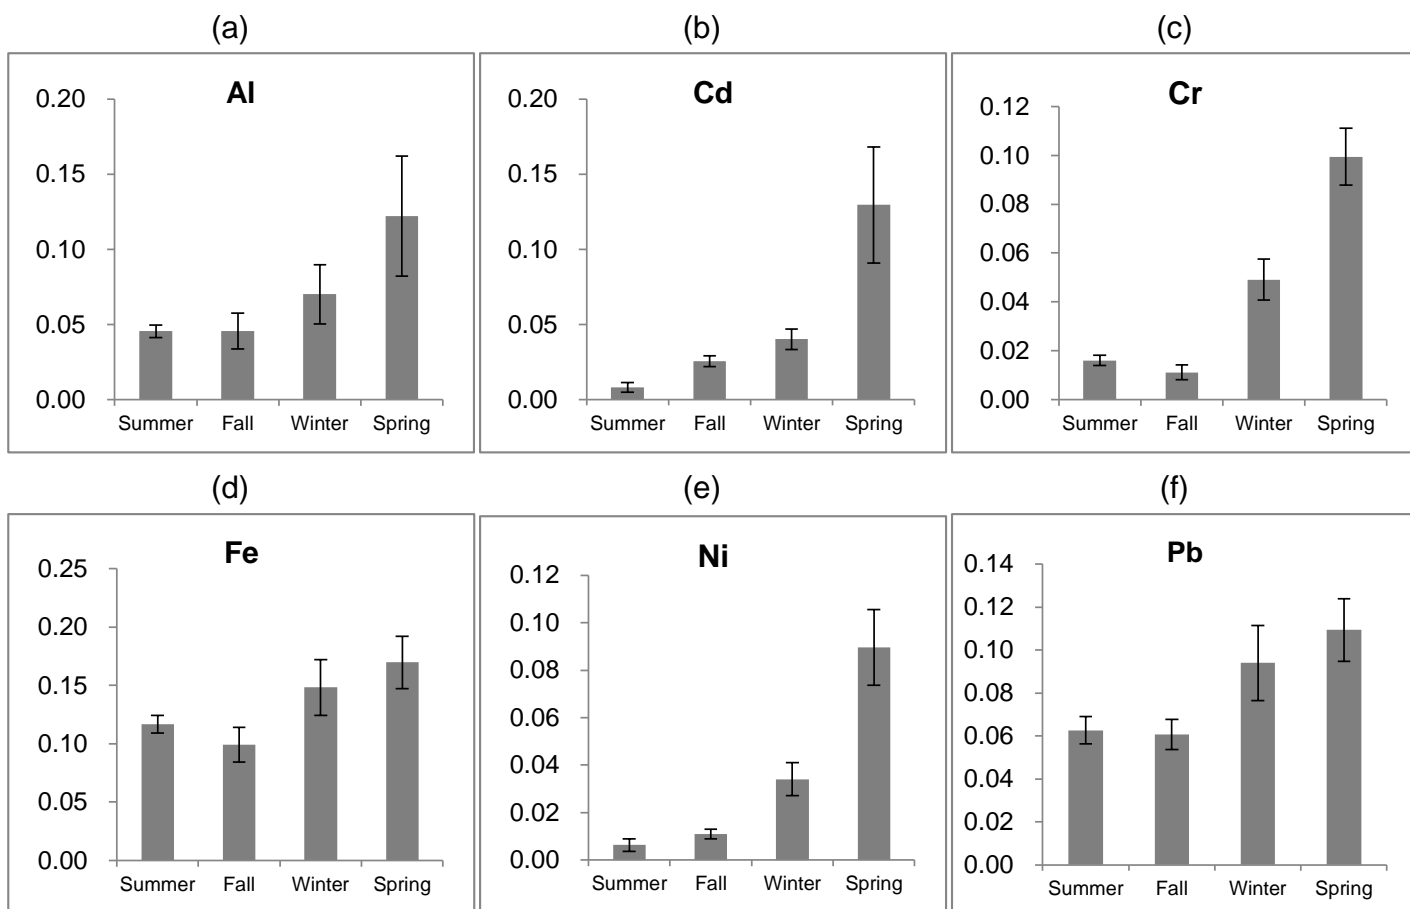 (a)
Al
0.20
0.15
0.10
0.05
0.00
Summer Fall Winter Spring
(b)
Cd
0.20
0.15
0.10
0.05
0.00
Summer Fall Winter Spring
(c)
Cr
0.12
0.10
0.08
0.06
0.04
0.02
0.00
Summer Fall Winter Spring
(d)
Fe
0.25
0.20
0.15
0.10
0.05
0.00
Summer Fall Winter Spring
(e)
Ni
0.12
0.10
0.08
0.06
0.04
0.02
0.00
Summer Fall Winter Spring
(f)
Pb
0.14
0.12
0.10
0.08
0.06
0.04
0.02
0.00
Summer Fall Winter Spring